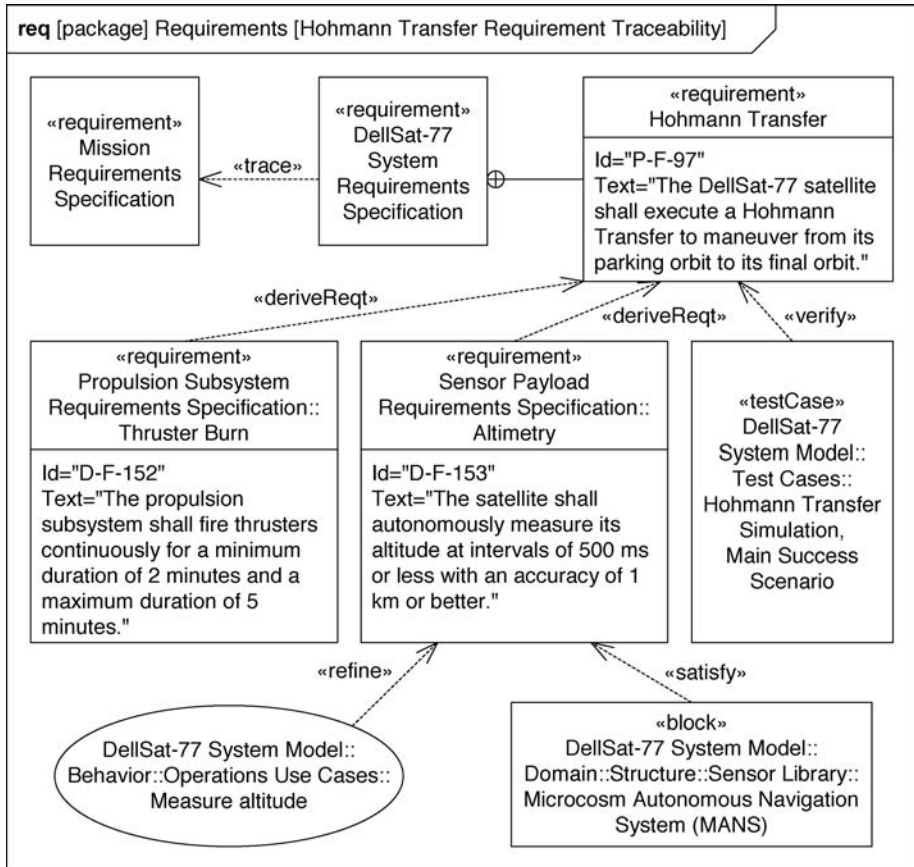 req [package] Requirements [Hohmann Transfer Requirement Traceability]
«requirement»
Mission
Requirements
Specification
«trace»
«requirement»
DellSat-77
System
Requirements
Specification
«requirement»
Hohmann Transfer
Id="P-F-97"
Text="The DellSat-77 satellite
shall execute a Hohmann
Transfer to maneuver from its
parking orbit to its final orbit."
«deriveReqt»
«deriveReqt»
«verify»
«requirement»
Propulsion Subsystem
Requirements Specification::
Thruster Burn
Id="D-F-152"
Text="The propulsion
subsystem shall fire thrusters
continuously for a minimum
duration of 2 minutes and a
maximum duration of 5
minutes."
«requirement»
Sensor Payload
Requirements Specification::
Altimetry
Id="D-F-153"
Text="The satellite shall
autonomously measure its
altitude at intervals of 500 ms
or less with an accuracy of 1
km or better."
«testCase»
DellSat-77
System Model::
Test Cases::
Hohmann Transfer
Simulation,
Main Success
Scenario
«refine»
«satisfy»
DellSat-77 System Model::
Behavior::Operations Use Cases::
Measure altitude
«block»
DellSat-77 System Model::
Domain::Structure::Sensor Library::
Microcosm Autonomous Navigation
System (MANS)